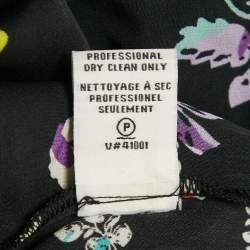 PROFESSIONAL
DRY CLEAN ONLY
NETTOYAGE À SEC
PROFESSIONEL
SEULEMENT
P
V#41001